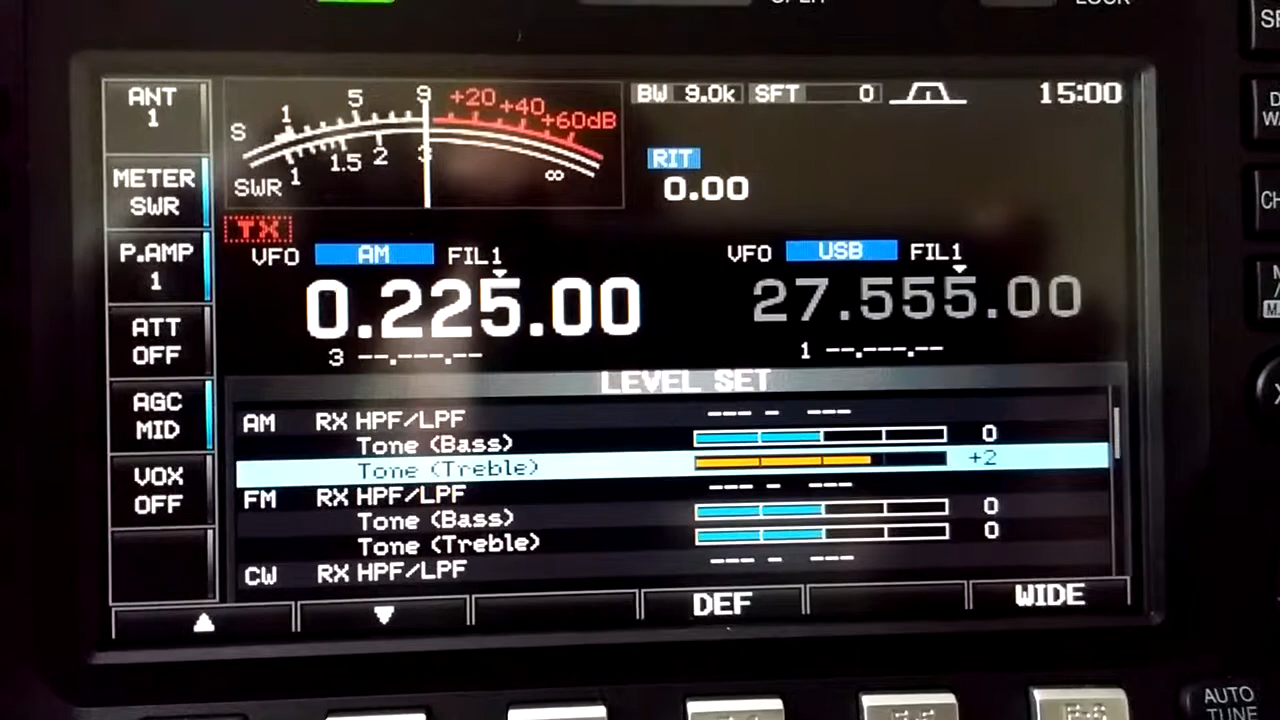 LOCK
ANT
1
METER
SWR
P.AMP
1
ATT
OFF
AGC
MID
VOX
OFF
S 1 5 9 +20 +40 +60dB
SWR 1 1.5 2 3 ∞
BW 9.0k SFT 0 15:00
RIT
0.00
TX
VFO AM FIL1
0.225.00
3 --.---.--
VFO USB FIL1
27.555.00
1 --.---.--
LEVEL SET
AM RX HPF/LPF --- - ---
Tone (Bass) 0
Tone (Treble) +2
FM RX HPF/LPF --- - ---
Tone (Bass) 0
Tone (Treble) 0
CW RX HPF/LPF --- - ---
▲ ▼ DEF WIDE
AUTO
TUNE